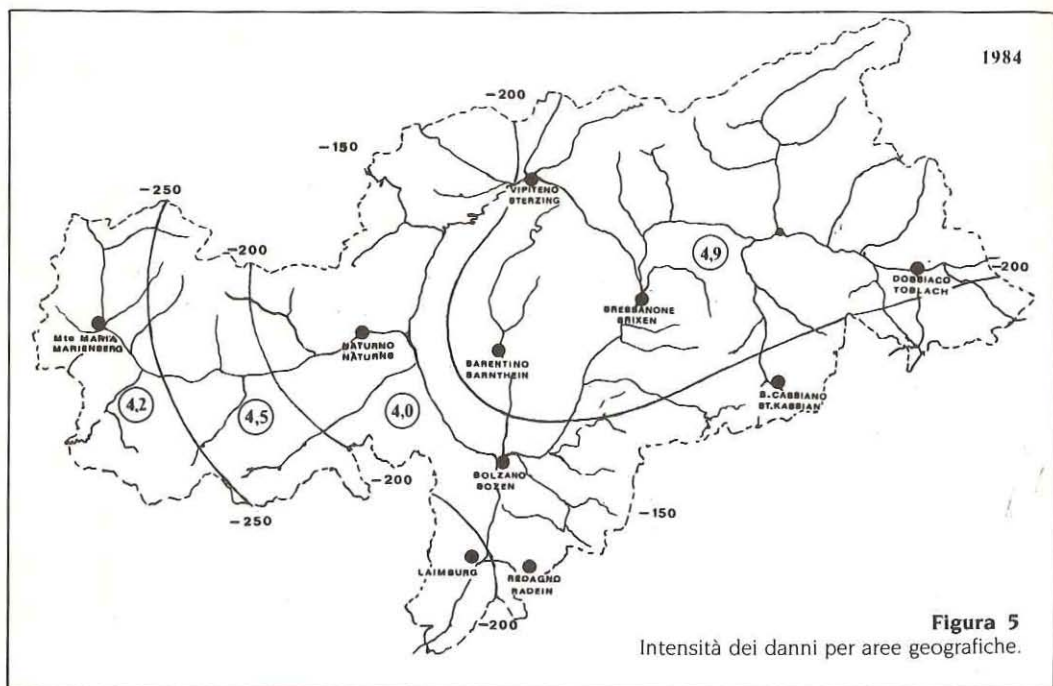 1984
-200
-150
-250
VIPITENO
STERZING
-200
4,9
DOBBIACO
TOBLACH
-200
BRESSANONE
BRIXEN
Mte MARIA
MARIENBERG
NATURNO
NATURNS
SARENTINO
SARNTHEIN
S. CASSIANO
ST. KASSIAN
4,2
4,5
4,0
BOLZANO
BOZEN
-200
-250
-150
LAIMBURG
REDAGNO
RADEIN
-200
Figura 5
Intensità dei danni per aree geografiche.